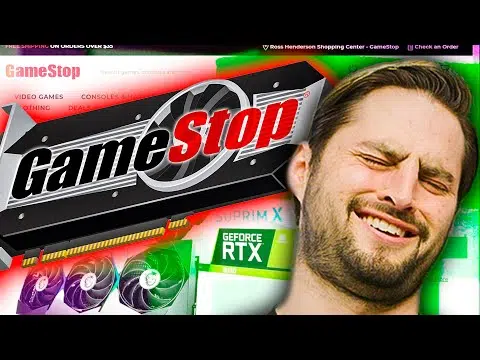 FREE SHIPPING ON ORDERS OVER $35
Ross Henderson Shopping Center - GameStop
Check an Order
GameStop
VIDEO GAMES
DEALS
GameStop
SUPRIM X
GEFORCE
RTX